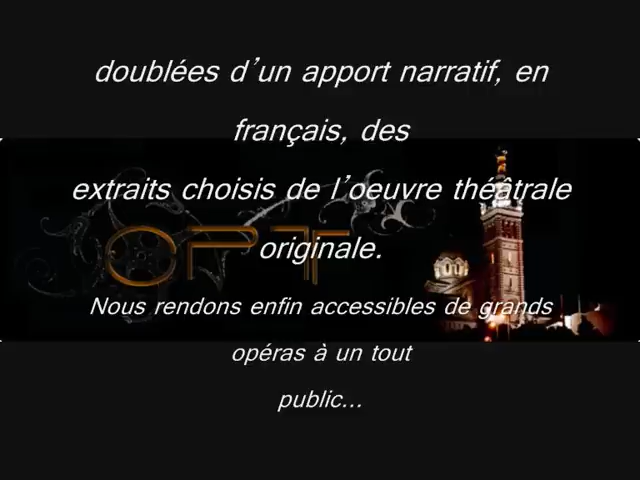 doublées d'un apport narratif, en
français, des
extraits choisis de l'oeuvre théâtrale
originale.
OPT
Nous rendons enfin accessibles de grands
opéras à un tout
public...